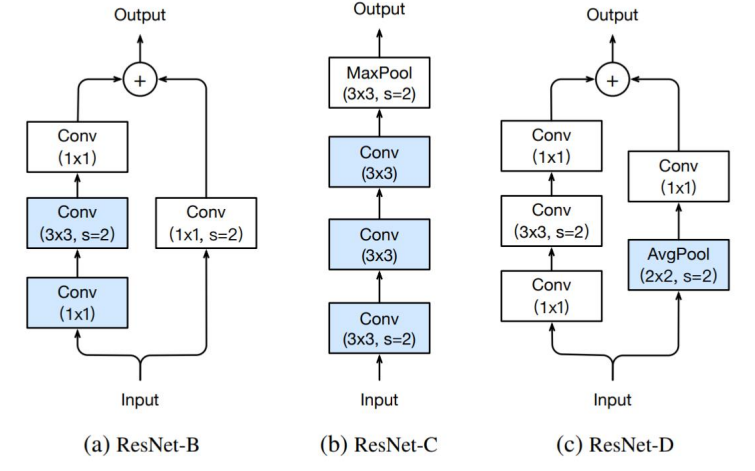 Output
+
Conv
(1x1)
Conv
(3x3, s=2)
Conv
(1x1)
Conv
(1x1, s=2)
Input
(a) ResNet-B
Output
MaxPool
(3x3, s=2)
Conv
(3x3)
Conv
(3x3)
Conv
(3x3, s=2)
Input
(b) ResNet-C
Output
+
Conv
(1x1)
Conv
(3x3, s=2)
Conv
(1x1)
Conv
(1x1)
AvgPool
(2x2, s=2)
Input
(c) ResNet-D